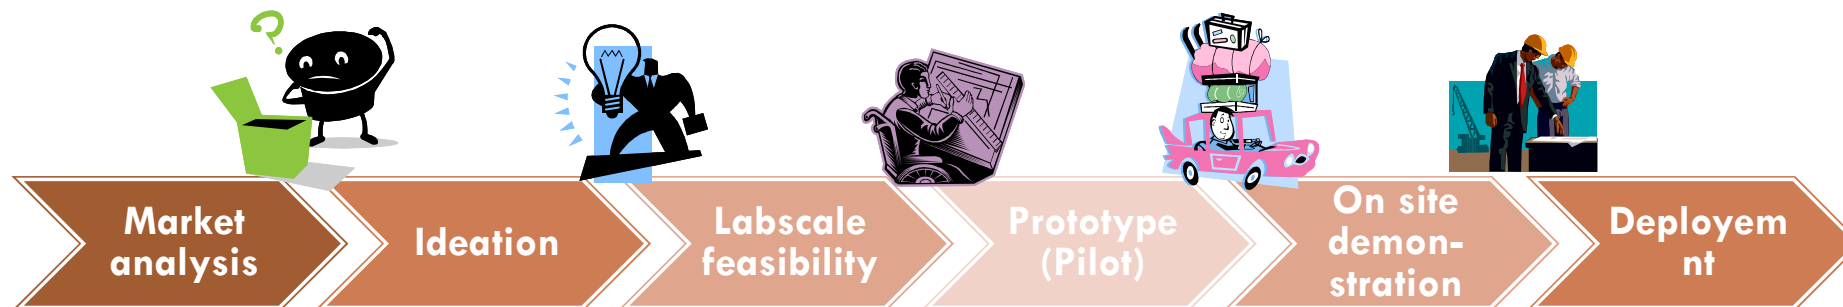 Market
analysis
Ideation
Labscale
feasibility
Prototype
(Pilot)
On site
demon-
stration
Deployem
nt
?